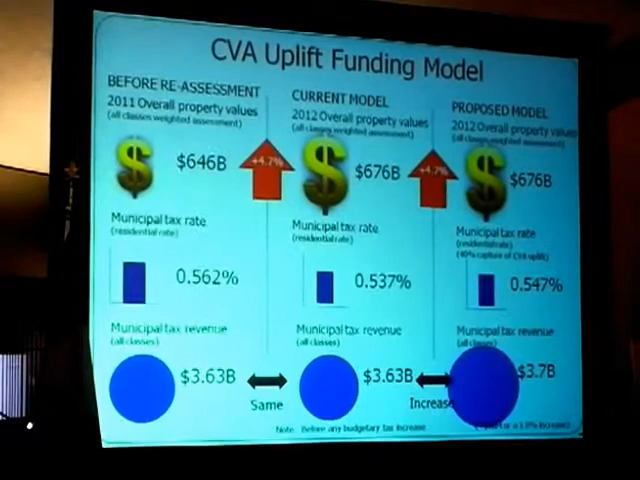 CVA Uplift Funding Model
BEFORE RE-ASSESSMENT
2011 Overall property values
(all classes weighted assessment)
$646B
Municipal tax rate
(residential rate)
0.562%
Municipal tax revenue
(all classes)
$3.63B
+4.7%
Same
CURRENT MODEL
2012 Overall property values
(all classes weighted assessment)
$676B
Municipal tax rate
(residential rate)
0.537%
Municipal tax revenue
(all classes)
$3.63B
+4.7%
Increase
PROPOSED MODEL
2012 Overall property values
(all classes weighted assessment)
$676B
Municipal tax rate
(residential rate)
(40% capture of CVA uplift)
0.547%
Municipal tax revenue
(all classes)
$3.7B
Note: Before any budgetary tax increase